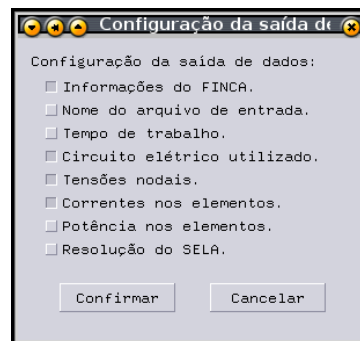 Configuração da saída de
Configuração da saída de dados:
Informações do FINCA.
Nome do arquivo de entrada.
Tempo de trabalho.
Circuito elétrico utilizado.
Tensões nodais.
Correntes nos elementos.
Potência nos elementos.
Resolução do SELA.
Confirmar Cancelar